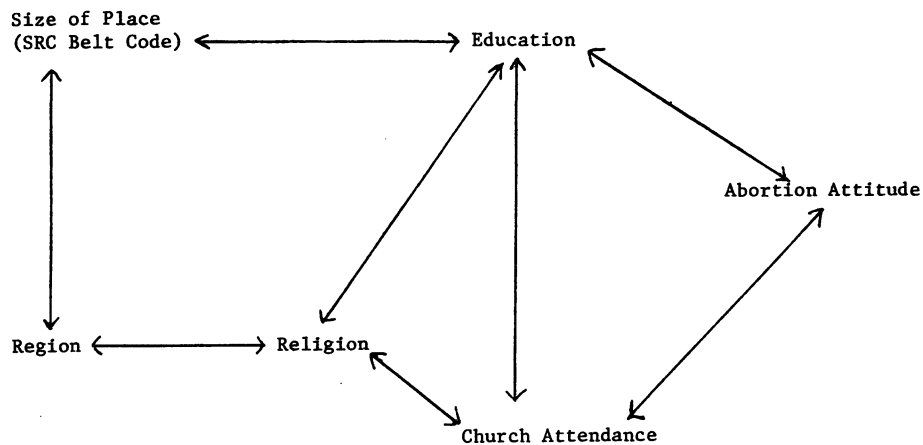 Size of Place
(SRC Belt Code)
Education
Abortion Attitude
Region
Religion
Church Attendance